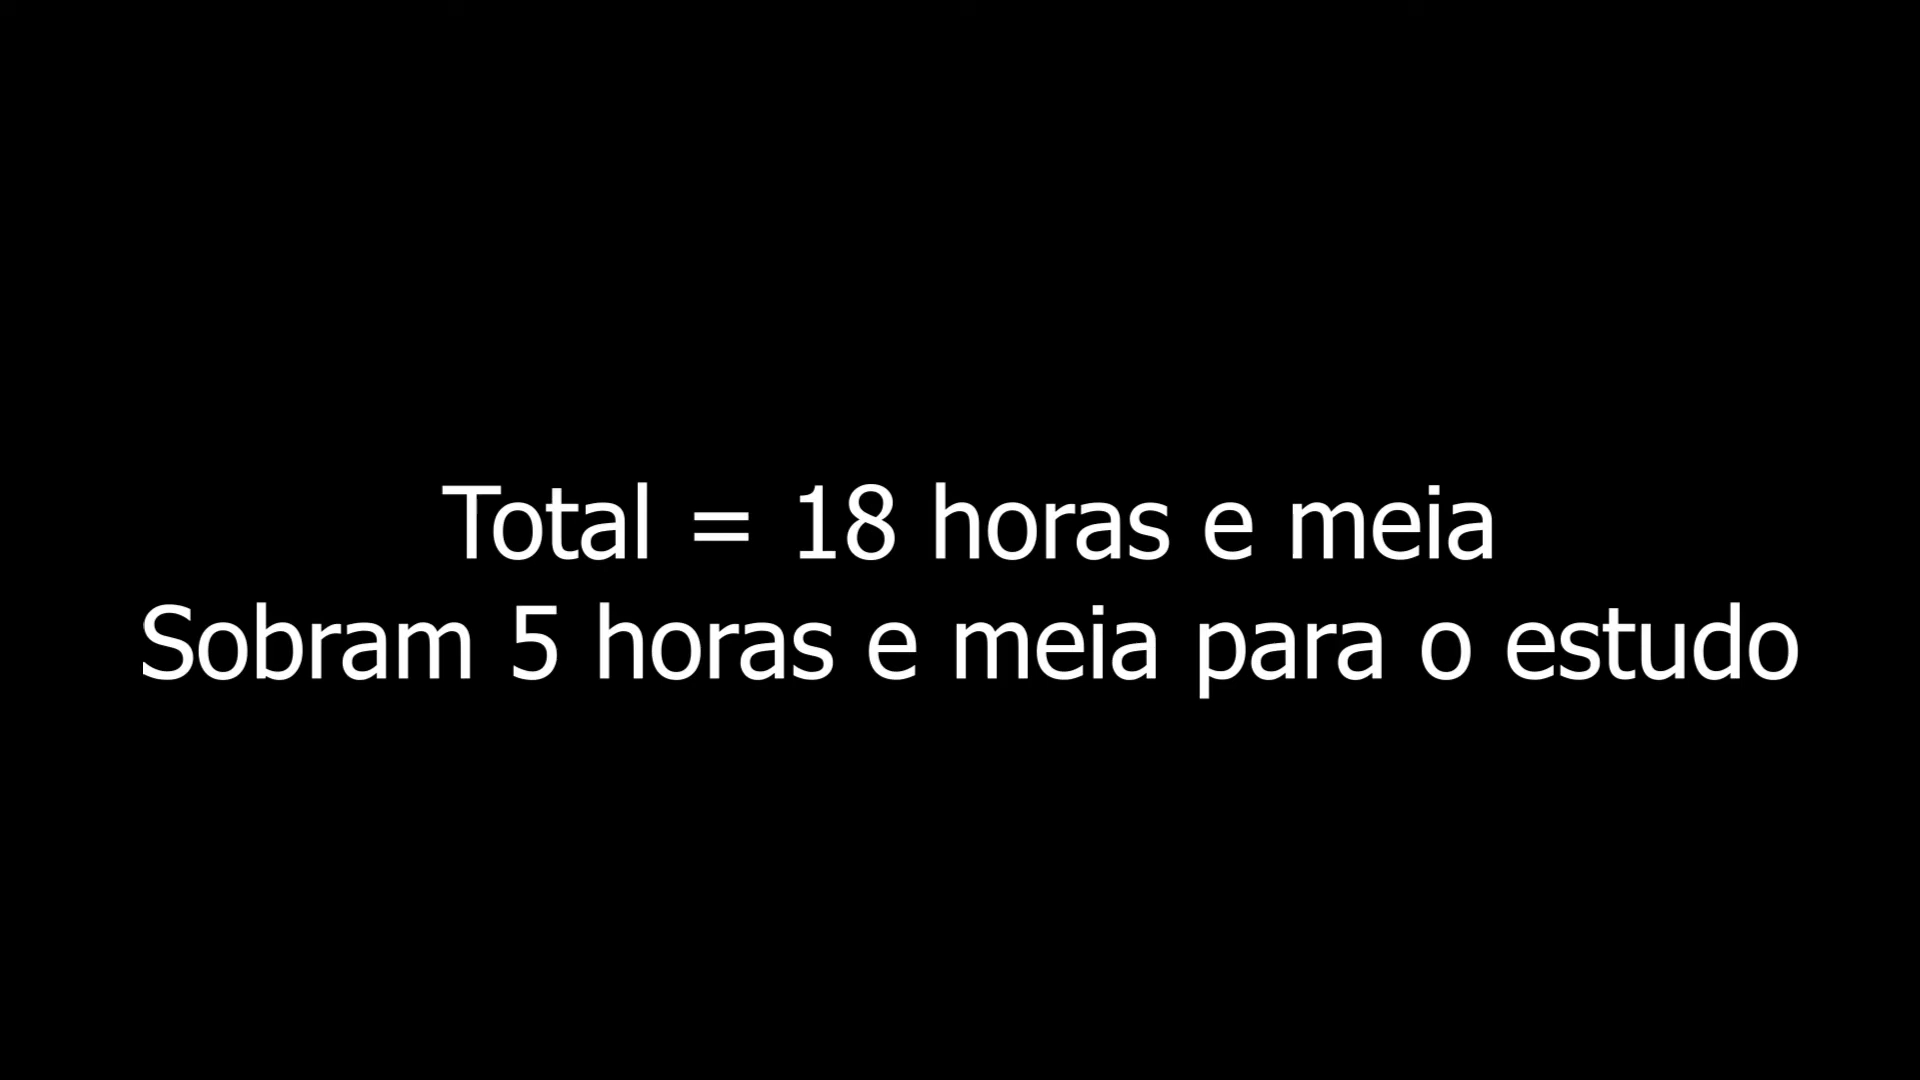 Total = 18 horas e meia
Sobram 5 horas e meia para o estudo